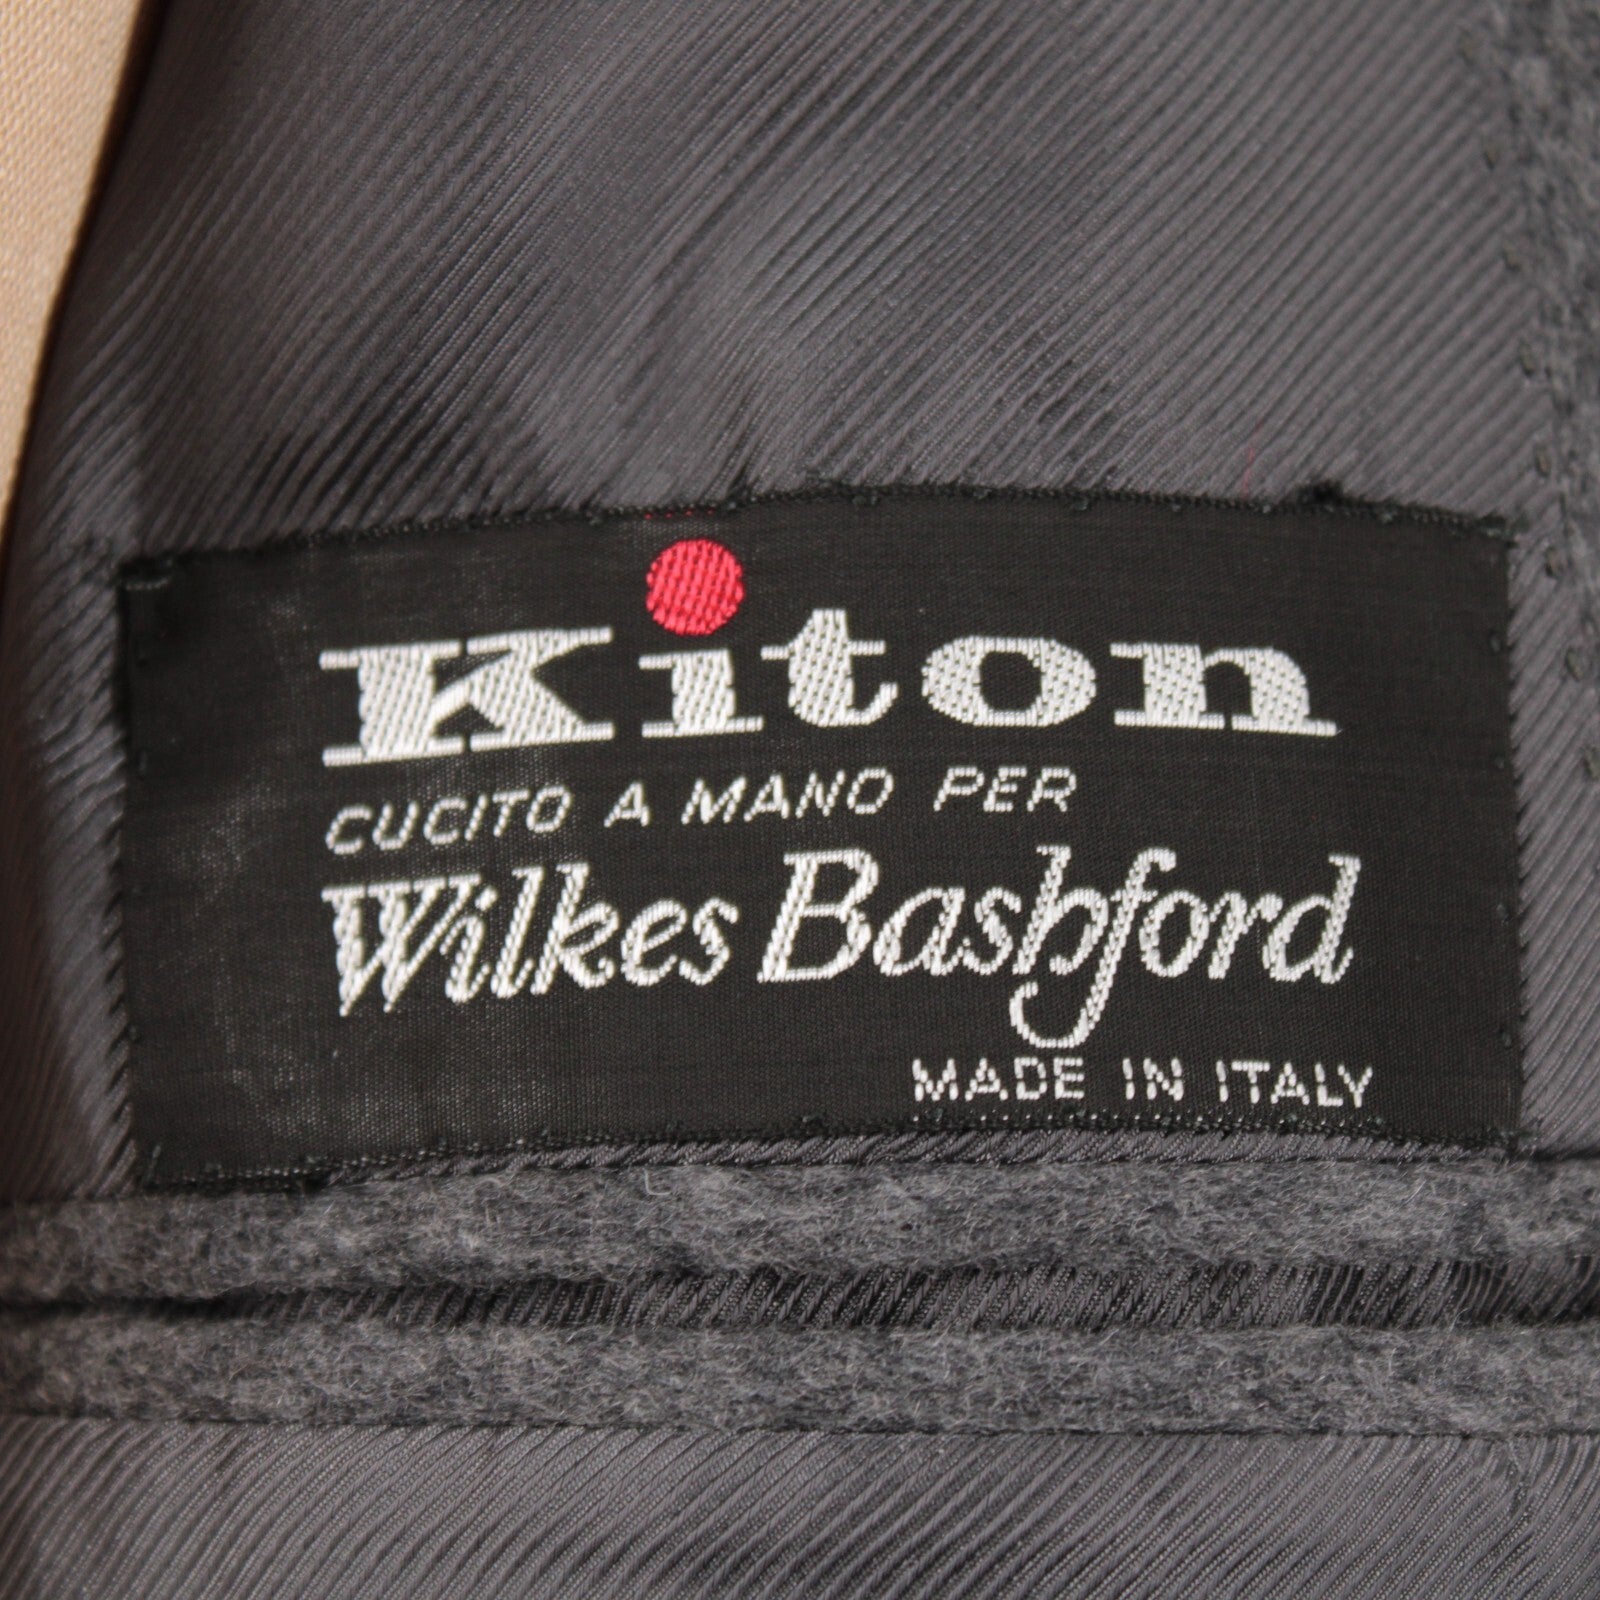 Kiton
CUCITO A MANO PER
Wilkes Bashford
MADE IN ITALY